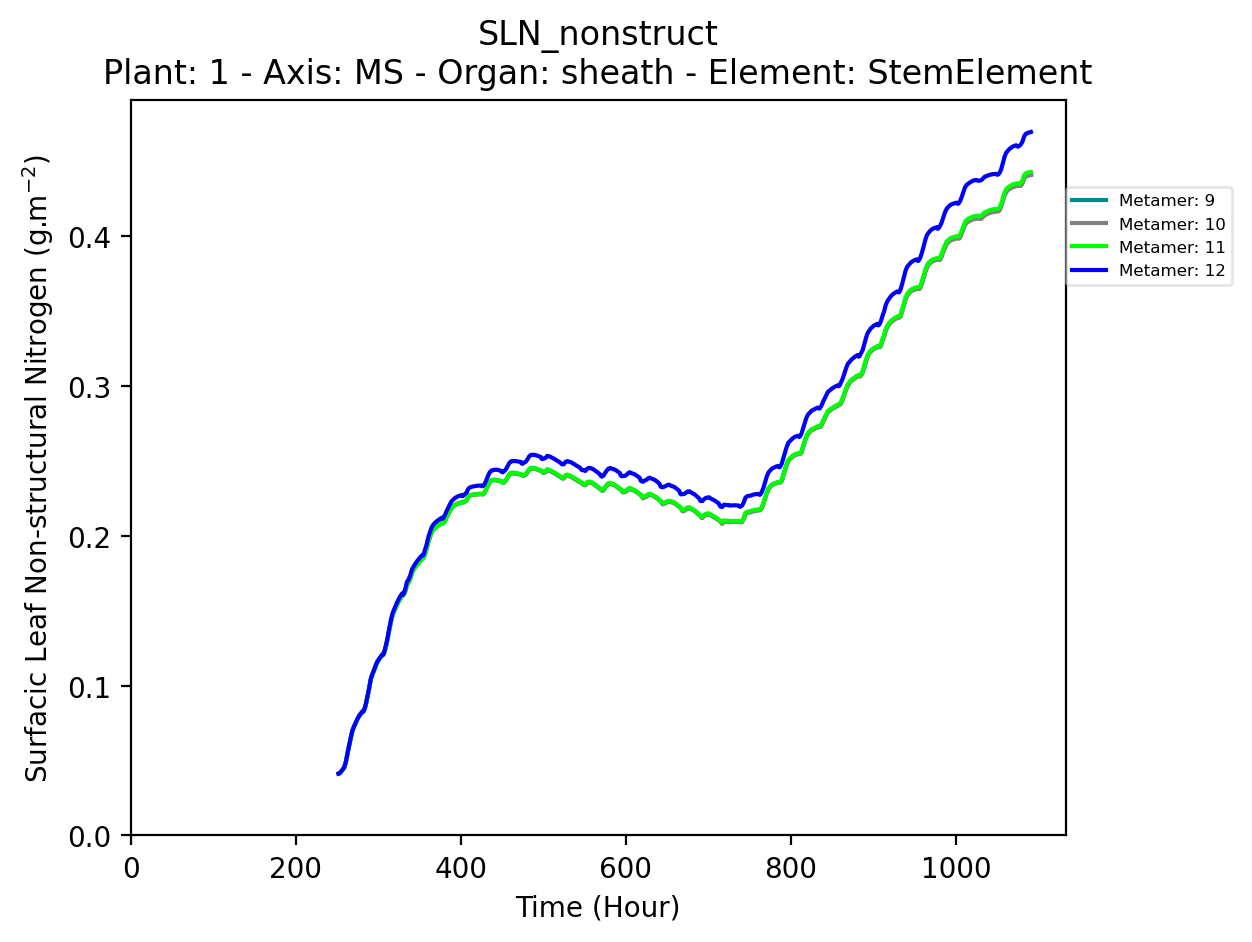 SLN_nonstruct
Plant: 1 - Axis: MS - Organ: sheath - Element: StemElement
Surfacic Leaf Non-structural Nitrogen (g.m⁻²)
0.4
0.3
0.2
0.1
0.0
0 200 400 600 800 1000
Time (Hour)
Metamer: 9
Metamer: 10
Metamer: 11
Metamer: 12